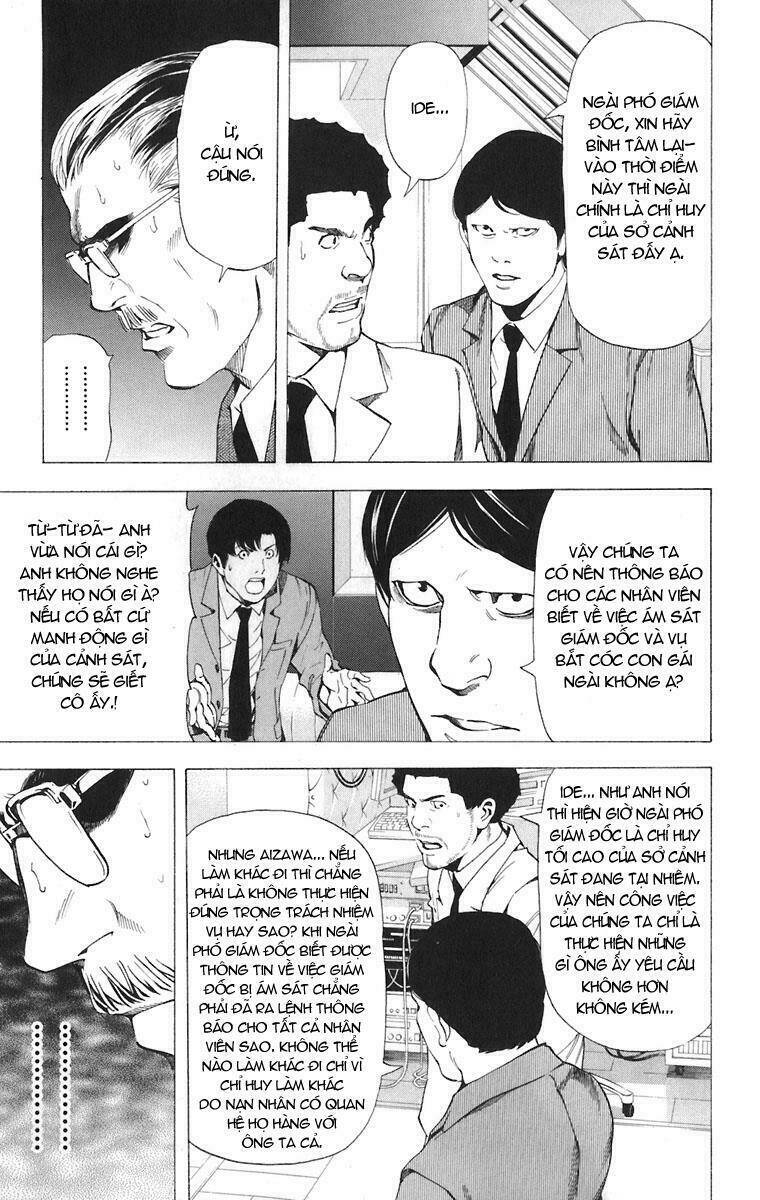 NGÀI PHÓ GIÁM
ĐỐC, XIN HÃY
BÌNH TÂM LẠI-
VÀO THỜI ĐIỂM
NÀY THÌ NGÀI
CHÍNH LÀ CHỈ HUY
CỦA SỞ CẢNH
SÁT ĐẤY Ạ.
IDE...
Ừ,
CẬU NÓI
ĐÚNG.
.........
VẬY CHÚNG TA
CÓ NÊN THÔNG BÁO
CHO CÁC NHÂN VIÊN
BIẾT VỀ VIỆC ÁM SÁT
GIÁM ĐỐC VÀ VỤ
BẮT CÓC CON GÁI
NGÀI KHÔNG Ạ?
TỪ-TỪ ĐÃ- ANH
VỪA NÓI CÁI GÌ?
ANH KHÔNG NGHE
THẤY HỌ NÓI GÌ À?
NẾU CÓ BẤT CỨ
MANH ĐỘNG GÌ
CỦA CẢNH SÁT,
CHÚNG SẼ GIẾT
CÔ ẤY.!
IDE... NHƯ ANH NÓI
THÌ HIỆN GIỜ NGÀI PHÓ
GIÁM ĐỐC LÀ CHỈ HUY
TỐI CAO CỦA SỞ CẢNH
SÁT ĐANG TẠI NHIỆM.
VẬY NÊN CÔNG VIỆC
CỦA CHÚNG TA CHỈ LÀ
THỰC HIỆN NHỮNG
GÌ ÔNG ẤY YÊU CẦU
KHÔNG HƠN
KHÔNG KÉM...
NHƯNG AIZAWA... NẾU
LÀM KHÁC ĐI THÌ CHẲNG
PHẢI LÀ KHÔNG THỰC HIỆN
ĐÚNG TRỌNG TRÁCH NHIỆM
VỤ HAY SAO? KHI NGÀI
PHÓ GIÁM ĐỐC BIẾT ĐƯỢC
THÔNG TIN VỀ VIỆC GIÁM
ĐỐC BỊ ÁM SÁT CHẲNG
PHẢI ĐÃ RA LỆNH THÔNG
BÁO CHO TẤT CẢ NHÂN
VIÊN SAO. KHÔNG THỂ
NÀO LÀM KHÁC ĐI CHỈ VÌ
CHỈ HUY LÀM KHÁC
DO NẠN NHÂN CÓ QUAN
HỆ HỌ HÀNG VỚI
ÔNG TA CẢ.
............